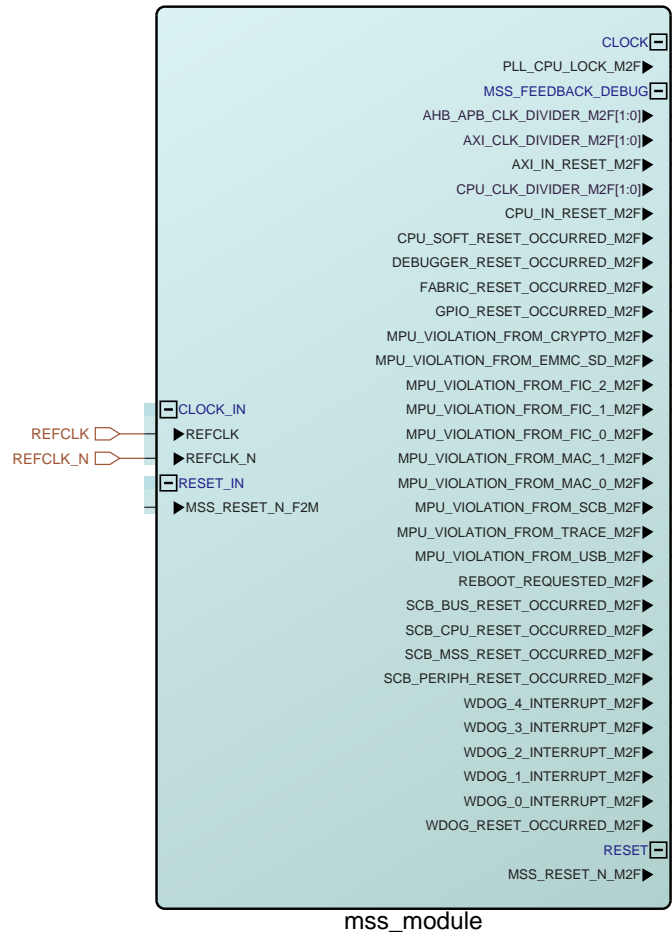 CLOCK
PLL_CPU_LOCK_M2F
MSS_FEEDBACK_DEBUG
AHB_APB_CLK_DIVIDER_M2F[1:0]
AXI_CLK_DIVIDER_M2F[1:0]
AXI_IN_RESET_M2F
CPU_CLK_DIVIDER_M2F[1:0]
CPU_IN_RESET_M2F
CPU_SOFT_RESET_OCCURRED_M2F
DEBUGGER_RESET_OCCURRED_M2F
FABRIC_RESET_OCCURRED_M2F
GPIO_RESET_OCCURRED_M2F
MPU_VIOLATION_FROM_CRYPTO_M2F
MPU_VIOLATION_FROM_EMMC_SD_M2F
MPU_VIOLATION_FROM_FIC_2_M2F
CLOCK_IN MPU_VIOLATION_FROM_FIC_1_M2F
REFCLK REFCLK MPU_VIOLATION_FROM_FIC_0_M2F
REFCLK_N REFCLK_N MPU_VIOLATION_FROM_MAC_1_M2F
RESET_IN MPU_VIOLATION_FROM_MAC_0_M2F
MSS_RESET_N_F2M MPU_VIOLATION_FROM_SCB_M2F
MPU_VIOLATION_FROM_TRACE_M2F
MPU_VIOLATION_FROM_USB_M2F
REBOOT_REQUESTED_M2F
SCB_BUS_RESET_OCCURRED_M2F
SCB_CPU_RESET_OCCURRED_M2F
SCB_MSS_RESET_OCCURRED_M2F
SCB_PERIPH_RESET_OCCURRED_M2F
WDOG_4_INTERRUPT_M2F
WDOG_3_INTERRUPT_M2F
WDOG_2_INTERRUPT_M2F
WDOG_1_INTERRUPT_M2F
WDOG_0_INTERRUPT_M2F
WDOG_RESET_OCCURRED_M2F
RESET
MSS_RESET_N_M2F
mss_module